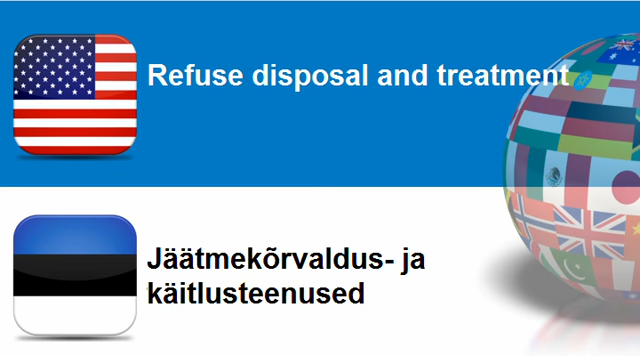 Refuse disposal and treatment
Jäätmekõrvaldus- ja
käitlusteenused